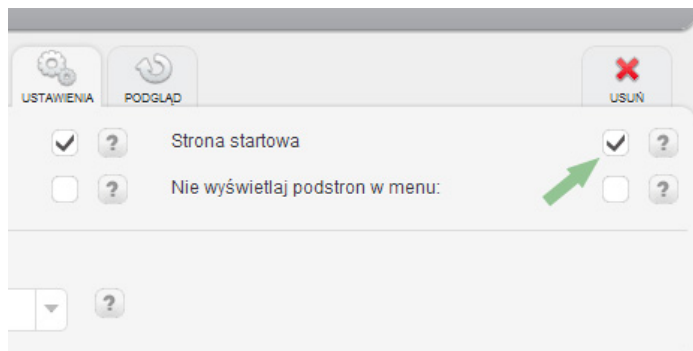 USTAWIENIA
PODGLĄD
USUŃ
? Strona startowa ?
? Nie wyświetlaj podstron w menu: ?
?